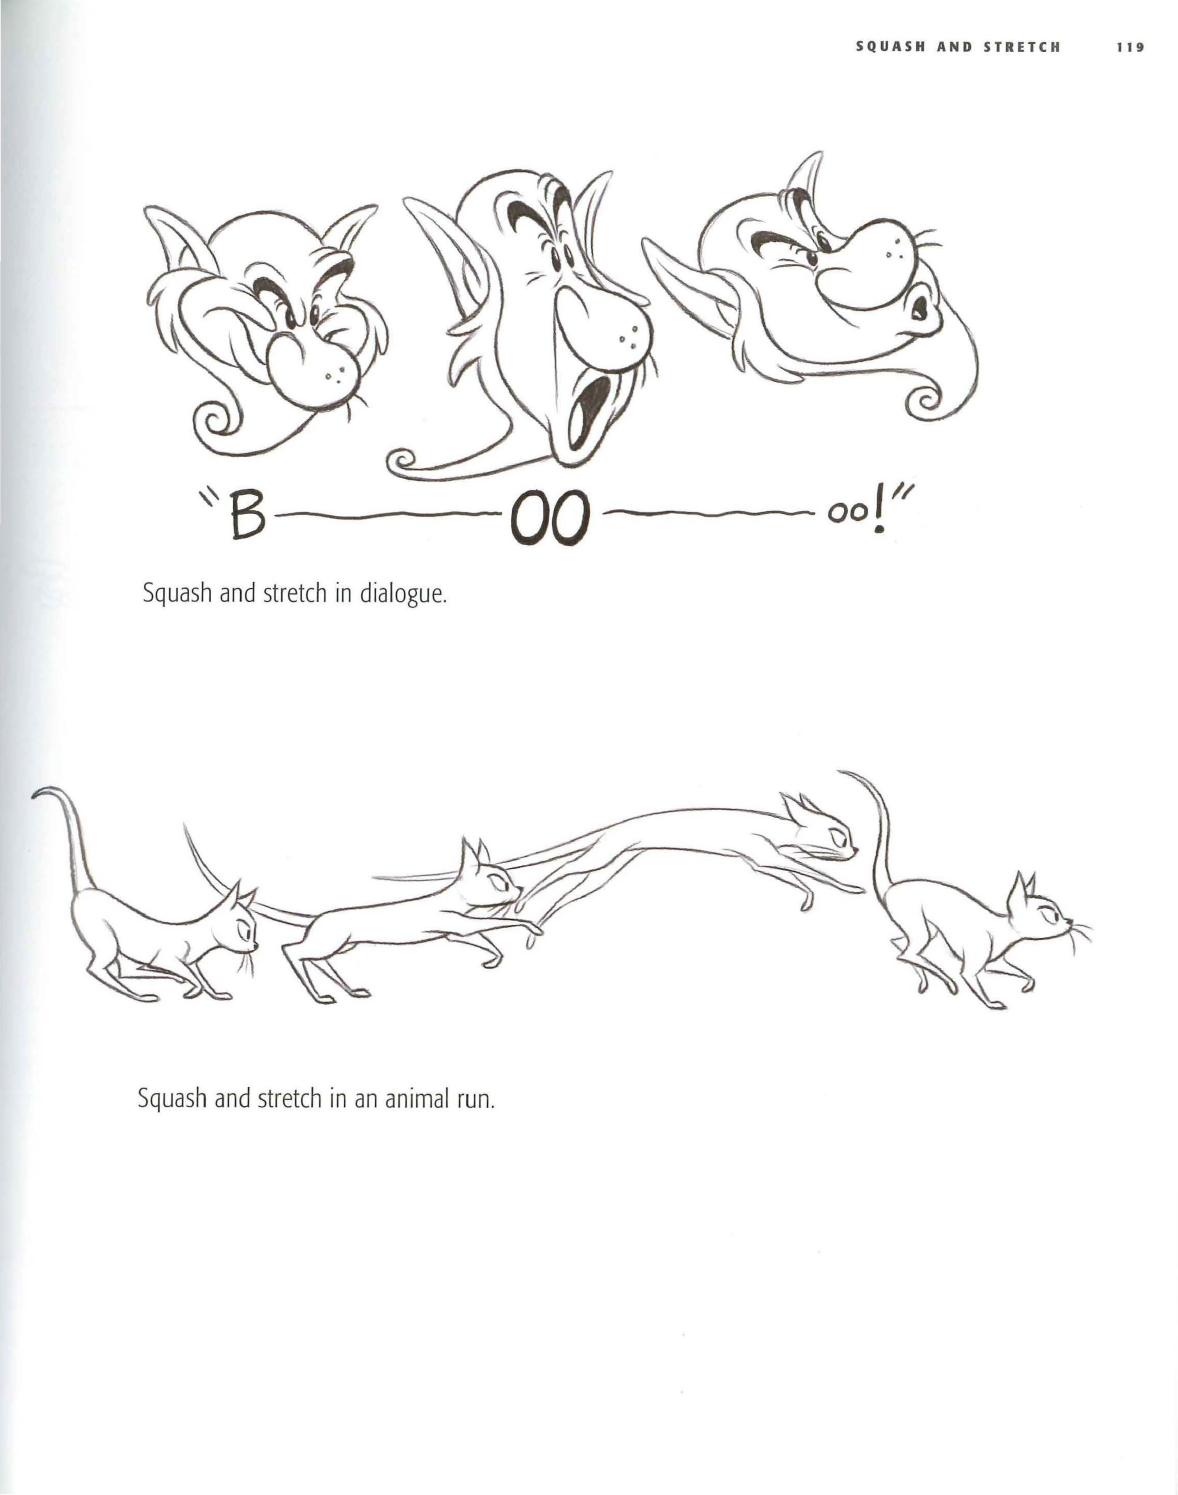 SQUASH AND STRETCH 119
"B OO oo!"
Squash and stretch in dialogue.
Squash and stretch in an animal run.